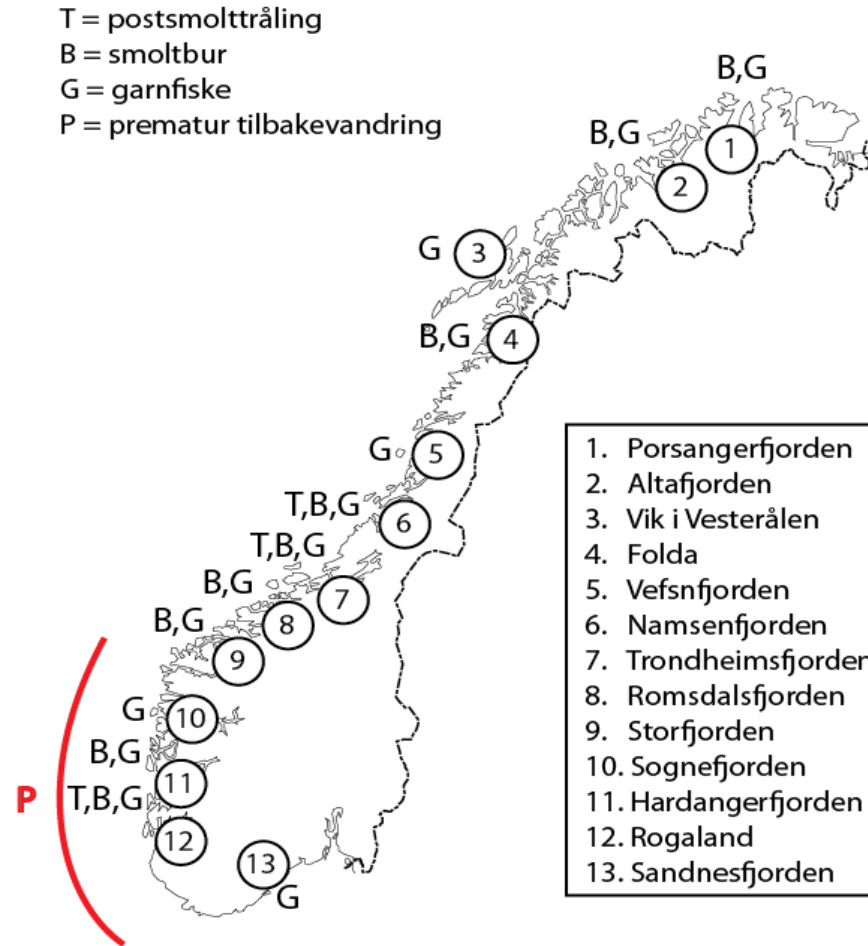 T = postsmolttråling
B = smoltbur
G = garnfiske
P = prematur tilbakevandring
B,G
1
B,G
2
G
3
B,G
4
G
5
T,B,G
6
T,B,G
7
B,G
8
B,G
9
G
10
B,G
11
P
T,B,G
12
13
G
1. Porsangerfjorden
2. Altafjorden
3. Vik i Vesterålen
4. Folda
5. Vefsnfjorden
6. Namsenfjorden
7. Trondheimsfjorden
8. Romsdalsfjorden
9. Storfjorden
10. Sognefjorden
11. Hardangerfjorden
12. Rogaland
13. Sandnesfjorden